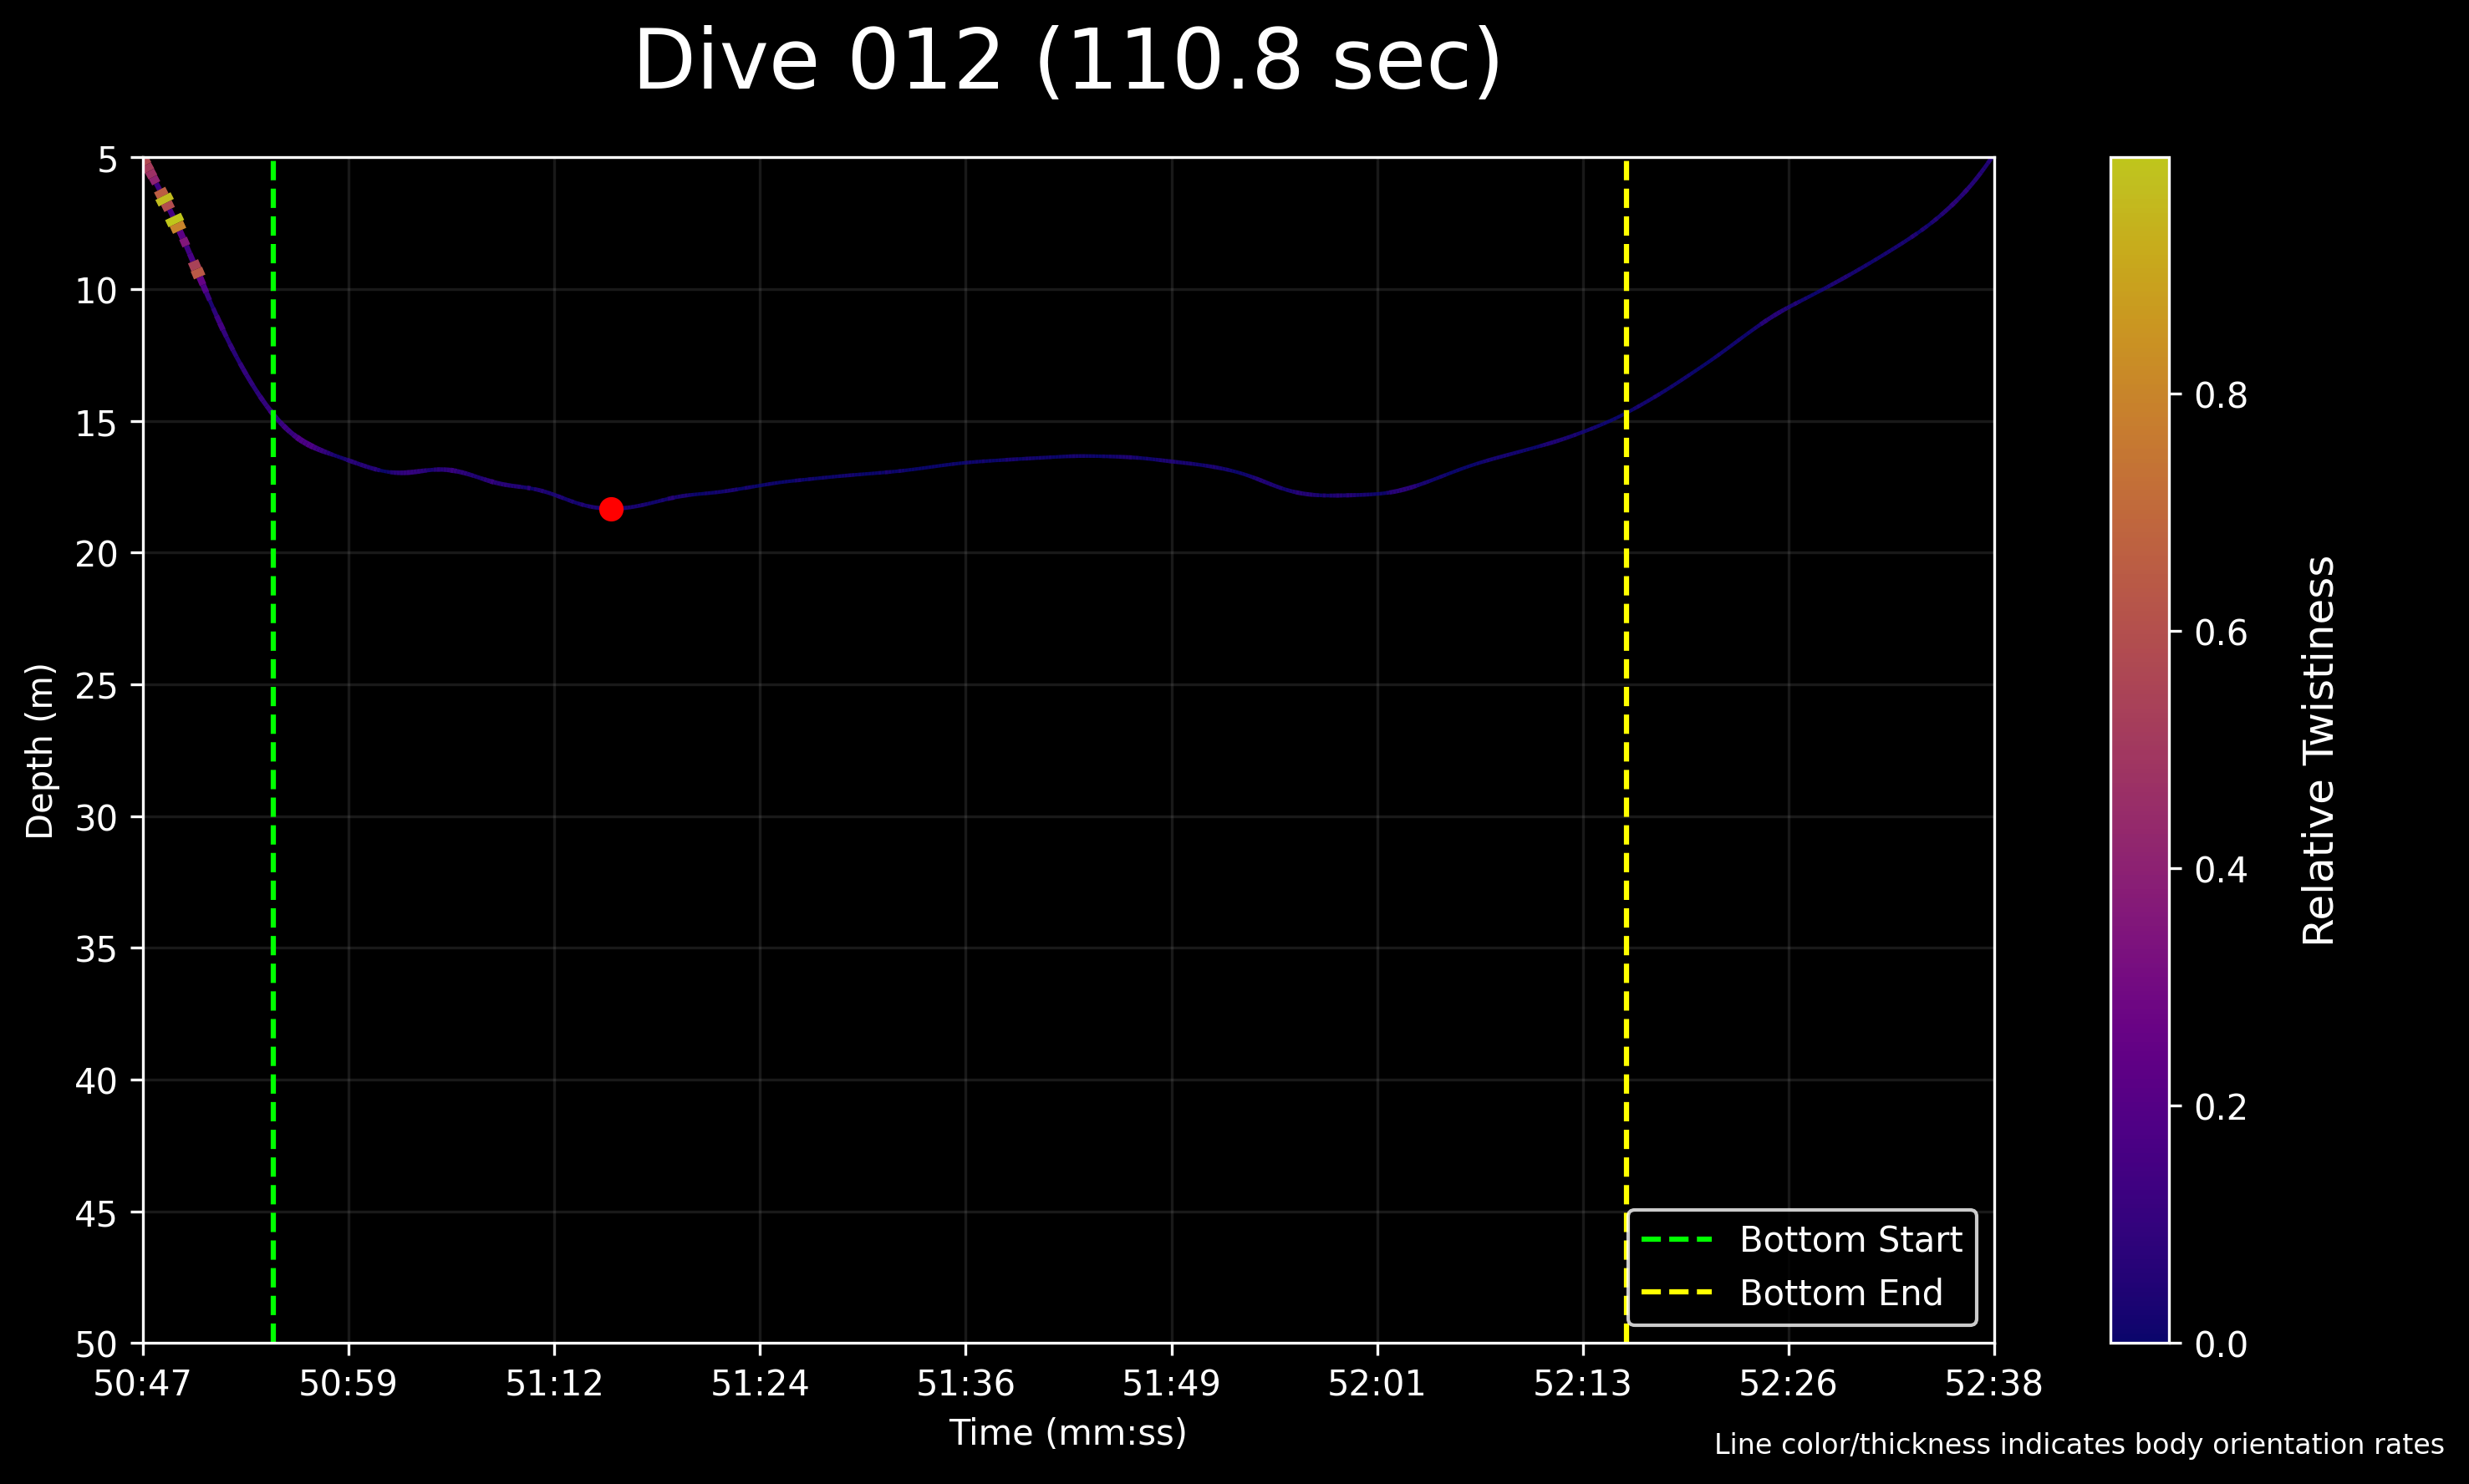 Dive 012 (110.8 sec)
5
10
15
20
25
30
35
40
45
50
Depth (m)
50:47 50:59 51:12 51:24 51:36 51:49 52:01 52:13 52:26 52:38
Time (mm:ss)
Bottom Start
Bottom End
0.8
0.6
0.4
0.2
0.0
Relative Twistiness
Line color/thickness indicates body orientation rates